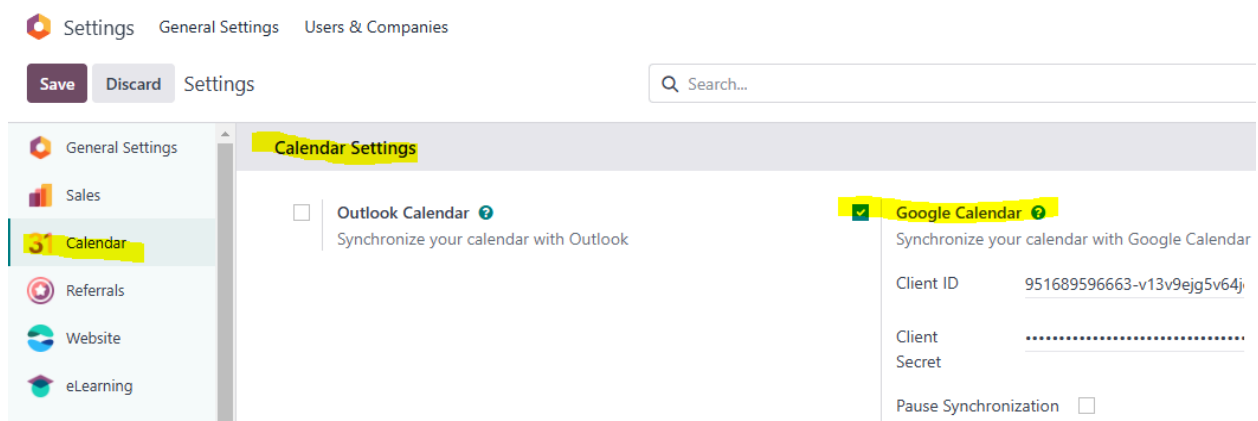 Settings General Settings Users & Companies
Save Discard Settings Search...
General Settings
Sales
31 Calendar
Referrals
Website
eLearning
Calendar Settings
Outlook Calendar ?
Synchronize your calendar with Outlook
Google Calendar ?
Synchronize your calendar with Google Calendar
Client ID 951689596663-v13v9ejg5v64j
Client
Secret
Pause Synchronization